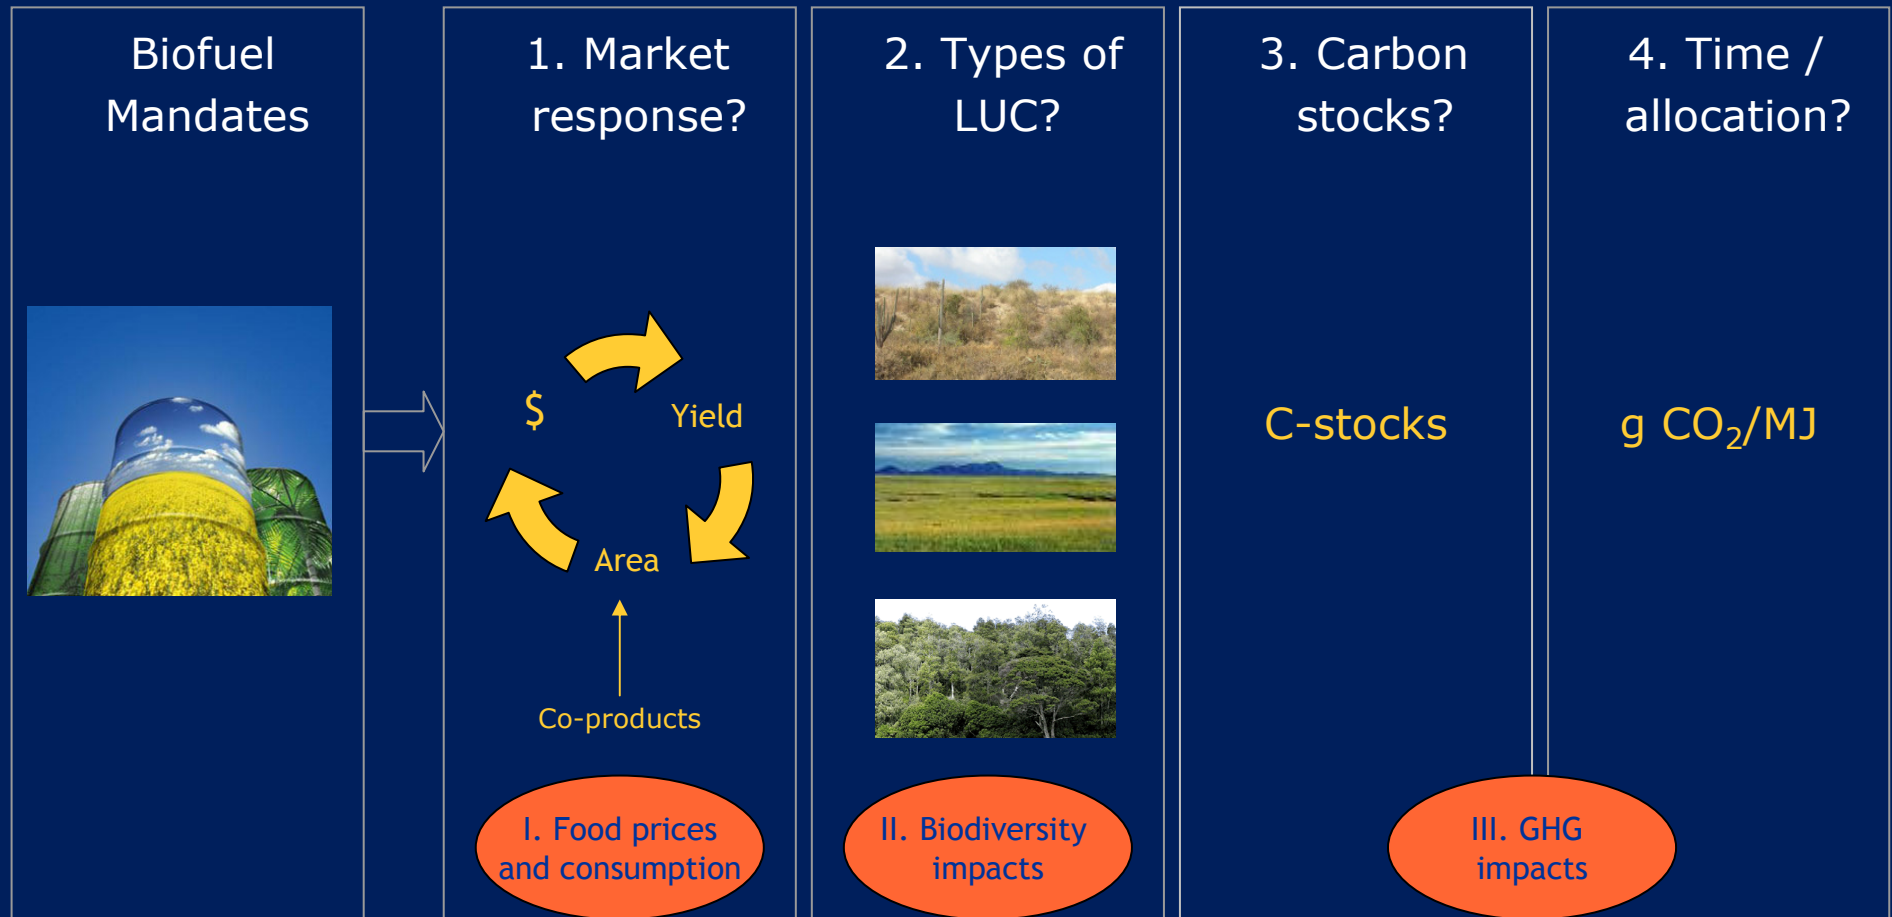 Biofuel
Mandates
1. Market
response?
$
Yield
Area
Co-products
I. Food prices
and consumption
2. Types of
LUC?
II. Biodiversity
impacts
3. Carbon
stocks?
C-stocks
4. Time /
allocation?
g CO₂/MJ
III. GHG
impacts